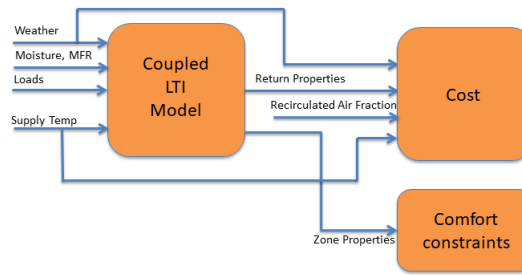 Weather
Moisture, MFR
Loads
Supply Temp
Coupled
LTI
Model
Return Properties
Recirculated Air Fraction
Cost
Zone Properties
Comfort
constraints